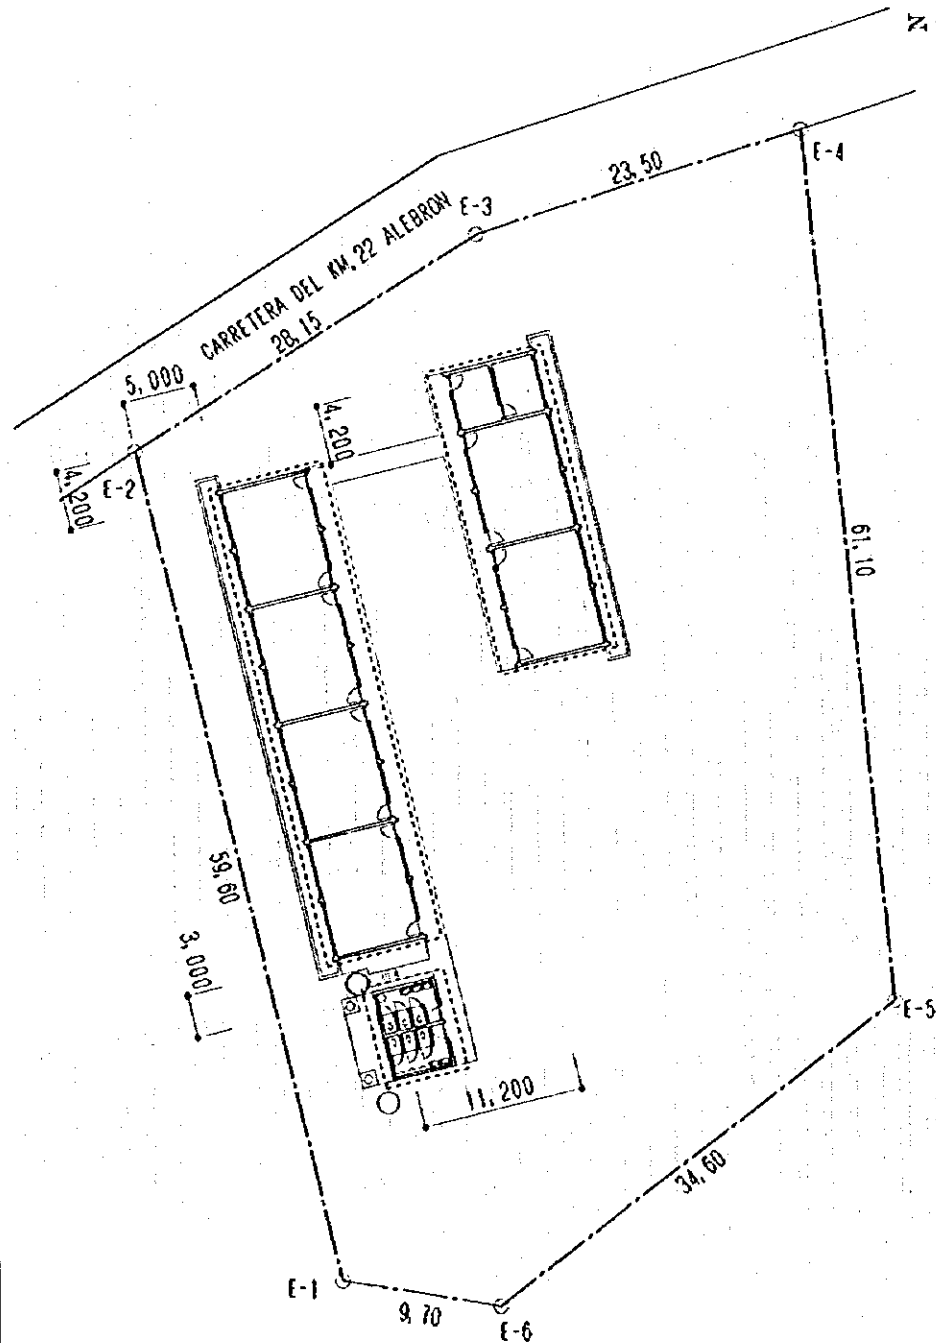 N
E-4
23,50
E-3
CARRETERA DEL KM,22 ALEBRON
28,15
5,000
4,200
E-2
4,200
61,10
59,60
3,000
E-5
11,200
34,60
E-1
9,70
E-6